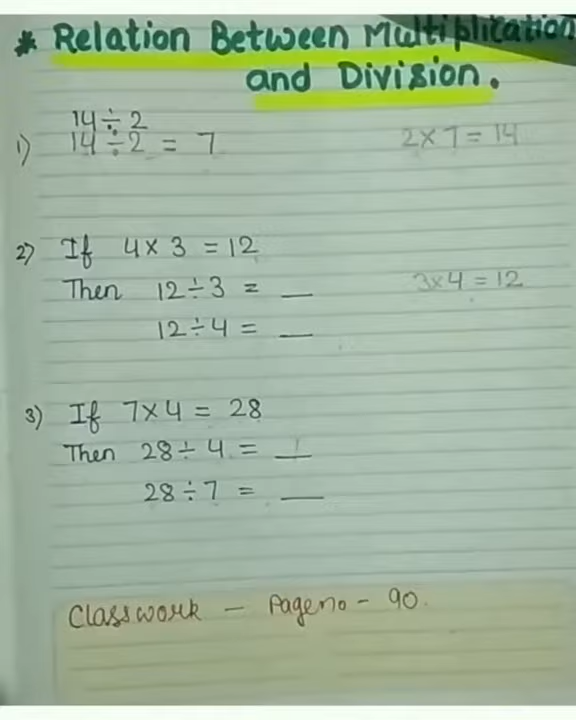 * Relation Between Multiplication
and Division.
14÷2
1) 14÷2 = 7 2×7=14
2) If 4×3=12
Then 12÷3 = __ 3×4=12
12÷4 = __
3) If 7×4 = 28
Then 28÷4 = __
28÷7 = __
Classwork — Pageno - 90.